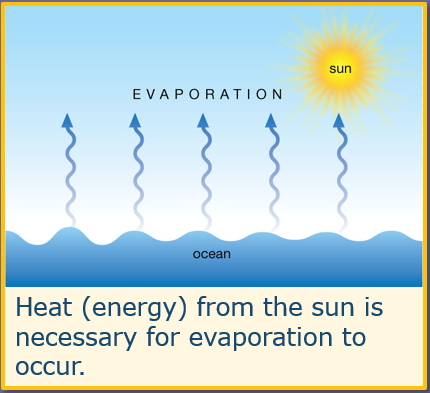 sun
EVAPORATION
ocean
Heat (energy) from the sun is
necessary for evaporation to
occur.